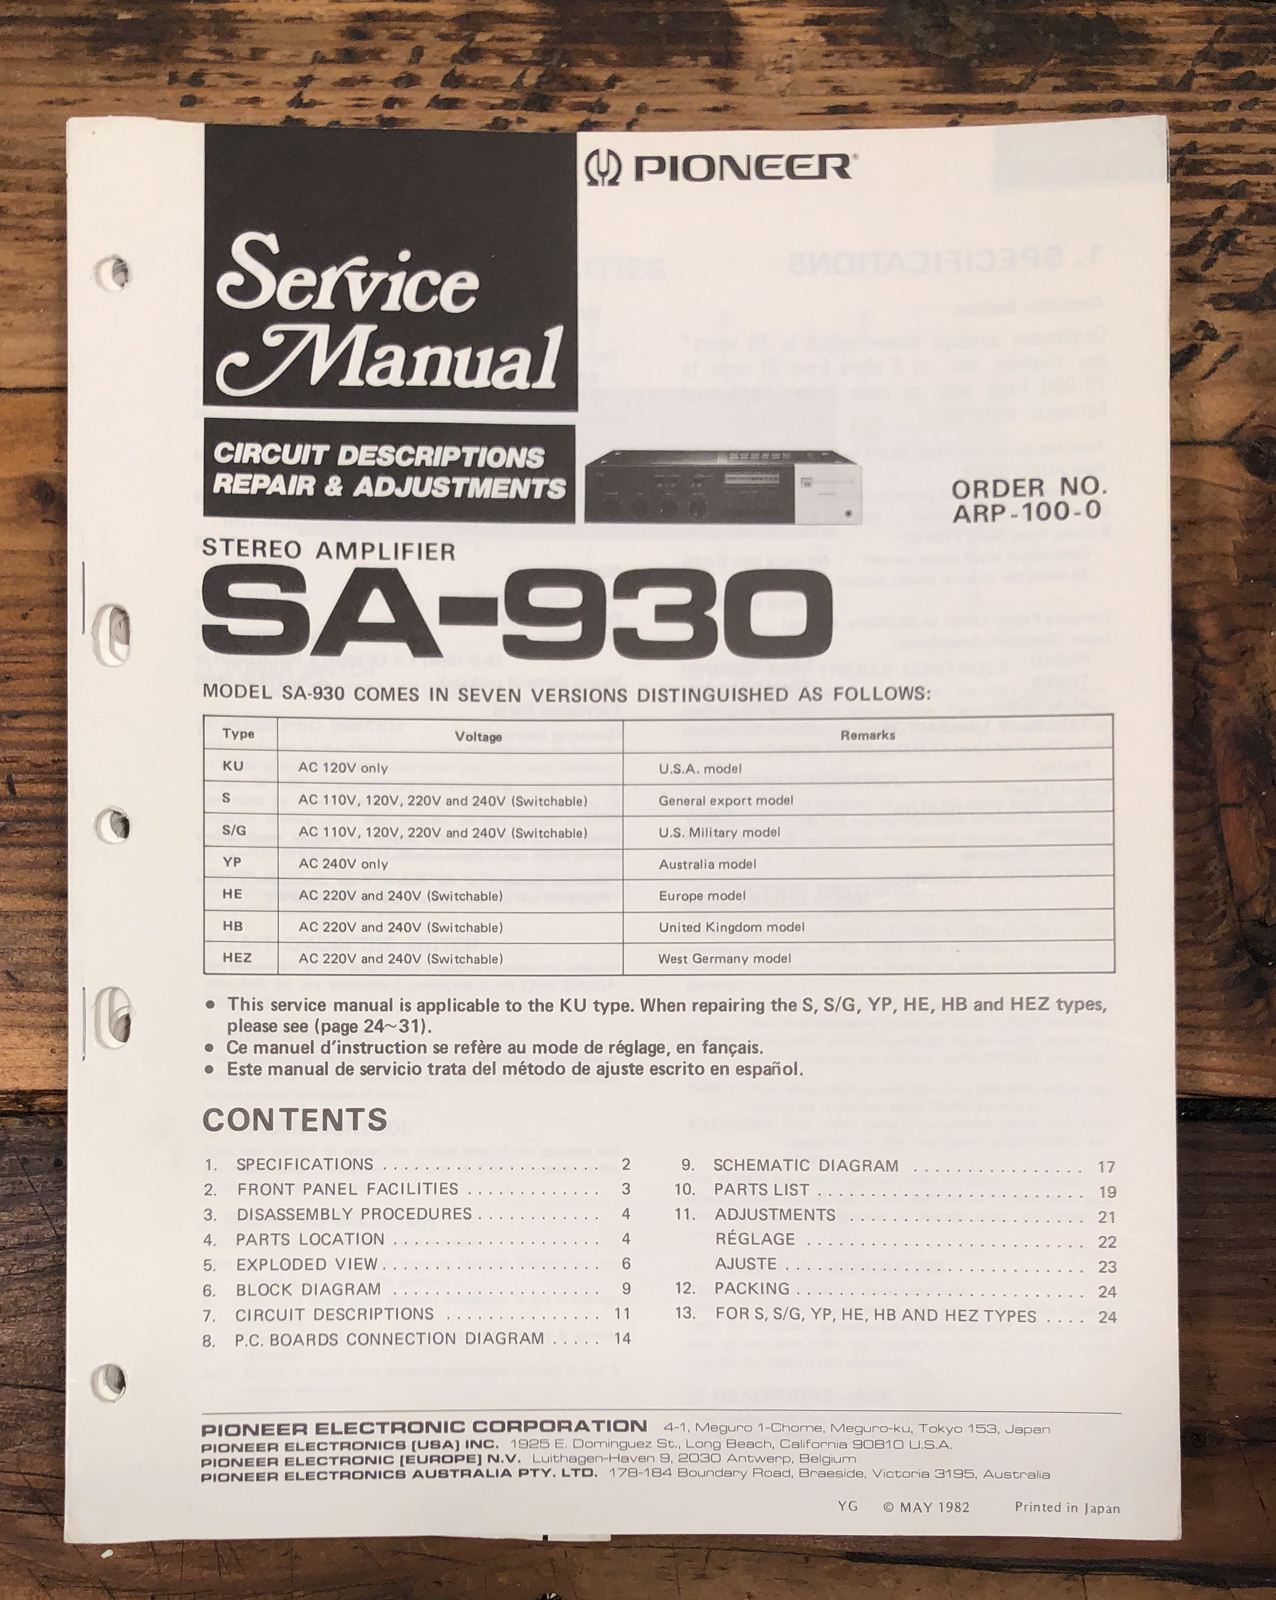 PIONEER
Service
Manual
CIRCUIT DESCRIPTIONS
REPAIR & ADJUSTMENTS
ORDER NO.
ARP-100-0
STEREO AMPLIFIER
SA-930
MODEL SA-930 COMES IN SEVEN VERSIONS DISTINGUISHED AS FOLLOWS:
Type Voltage Remarks
KU AC 120V only U.S.A. model
S AC 110V, 120V, 220V and 240V (Switchable) General export model
S/G AC 110V, 120V, 220V and 240V (Switchable) U.S. Military model
YP AC 240V only Australia model
HE AC 220V and 240V (Switchable) Europe model
HB AC 220V and 240V (Switchable) United Kingdom model
HEZ AC 220V and 240V (Switchable) West Germany model
● This service manual is applicable to the KU type. When repairing the S, S/G, YP, HE, HB and HEZ types,
please see (page 24~31).
● Ce manuel d'instruction se refère au mode de réglage, en fançais.
● Este manual de servicio trata del método de ajuste escrito en español.
CONTENTS
1. SPECIFICATIONS . . . . . . . . . . . . . . . . . . . . . 2
2. FRONT PANEL FACILITIES . . . . . . . . . . . . . 3
3. DISASSEMBLY PROCEDURES . . . . . . . . . . . . 4
4. PARTS LOCATION . . . . . . . . . . . . . . . . . . . . 4
5. EXPLODED VIEW . . . . . . . . . . . . . . . . . . . . . 6
6. BLOCK DIAGRAM . . . . . . . . . . . . . . . . . . . . 9
7. CIRCUIT DESCRIPTIONS . . . . . . . . . . . . . . . 11
8. P.C. BOARDS CONNECTION DIAGRAM . . . . . 14
9. SCHEMATIC DIAGRAM . . . . . . . . . . . . . . . . 17
10. PARTS LIST . . . . . . . . . . . . . . . . . . . . . . . . . . 19
11. ADJUSTMENTS . . . . . . . . . . . . . . . . . . . . . . . 21
RÉGLAGE . . . . . . . . . . . . . . . . . . . . . . . . . . . 22
AJUSTE . . . . . . . . . . . . . . . . . . . . . . . . . . . . . 23
12. PACKING . . . . . . . . . . . . . . . . . . . . . . . . . . . . 24
13. FOR S, S/G, YP, HE, HB AND HEZ TYPES . . . . 24
PIONEER ELECTRONIC CORPORATION 4-1, Meguro 1-Chome, Meguro-ku, Tokyo 153, Japan
PIONEER ELECTRONICS [USA] INC. 1925 E. Dominguez St., Long Beach, California 90810 U.S.A.
PIONEER ELECTRONIC [EUROPE] N.V. Luithagen-Haven 9, 2030 Antwerp, Belgium
PIONEER ELECTRONICS AUSTRALIA PTY. LTD. 178-184 Boundary Road, Braeside, Victoria 3195, Australia
YG © MAY 1982 Printed in Japan